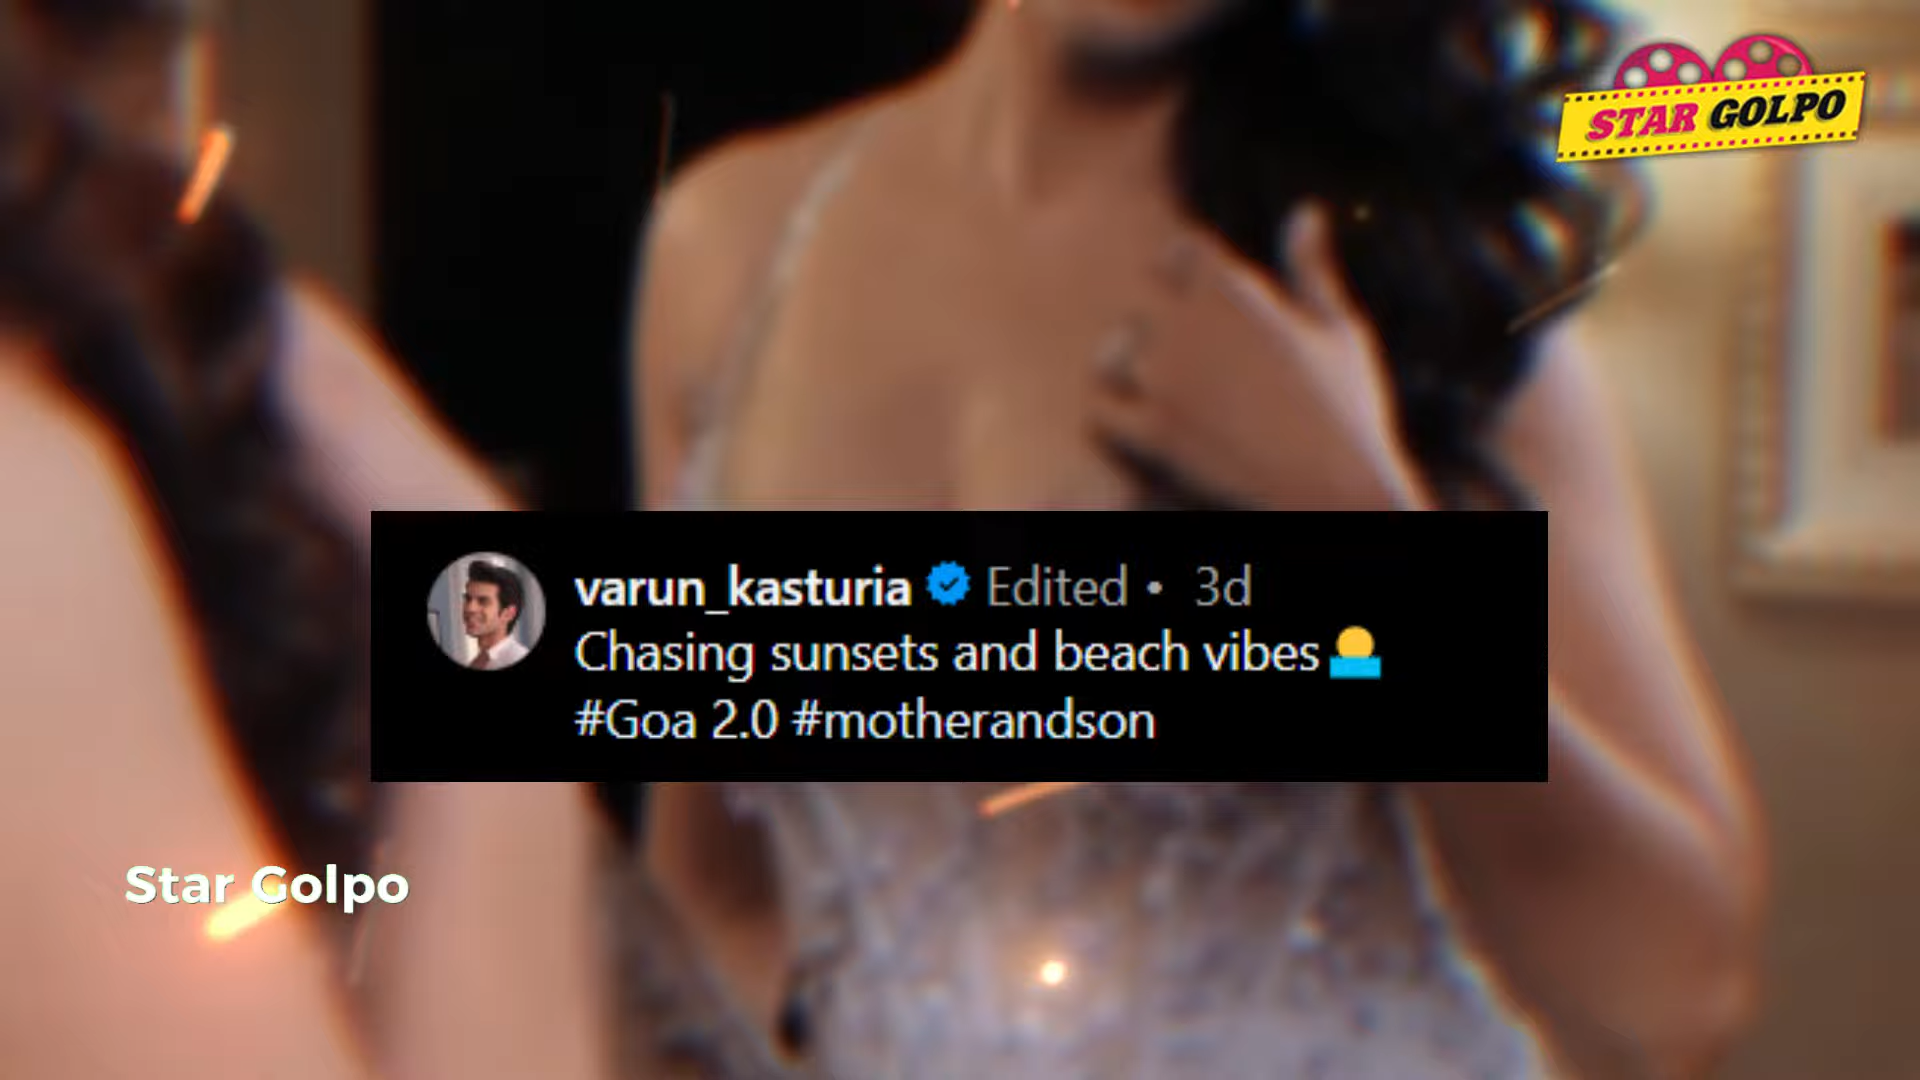 STAR GOLPO
varun_kasturia Edited • 3d
Chasing sunsets and beach vibes
#Goa 2.0 #motherandson
Star Golpo